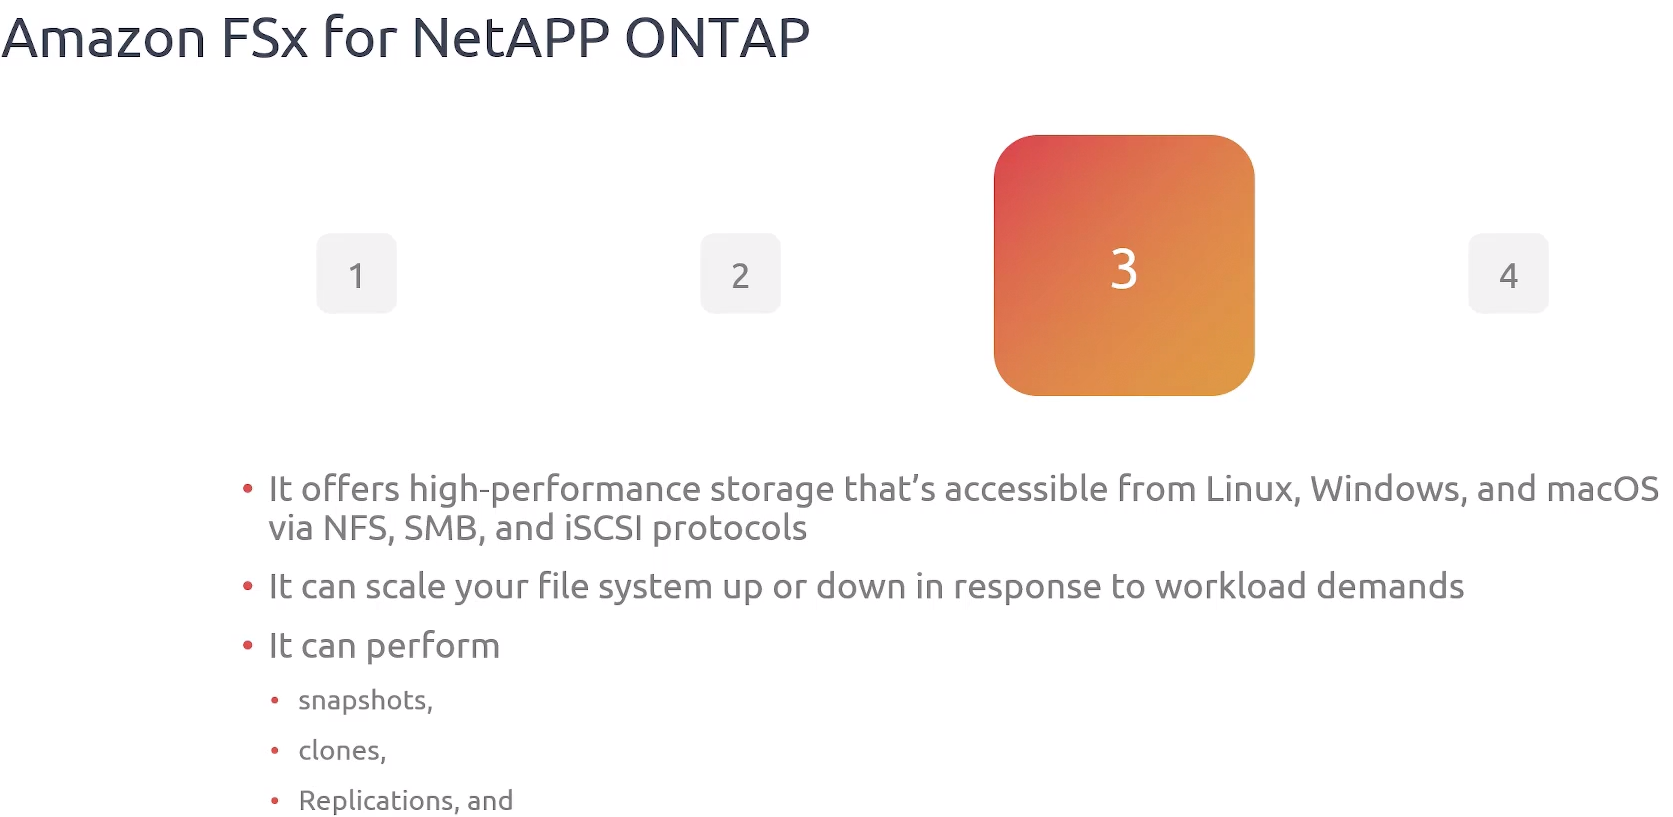 Amazon FSx for NetAPP ONTAP
1
2
3
4
• It offers high-performance storage that’s accessible from Linux, Windows, and macOS
via NFS, SMB, and iSCSI protocols
• It can scale your file system up or down in response to workload demands
• It can perform
• snapshots,
• clones,
• Replications, and